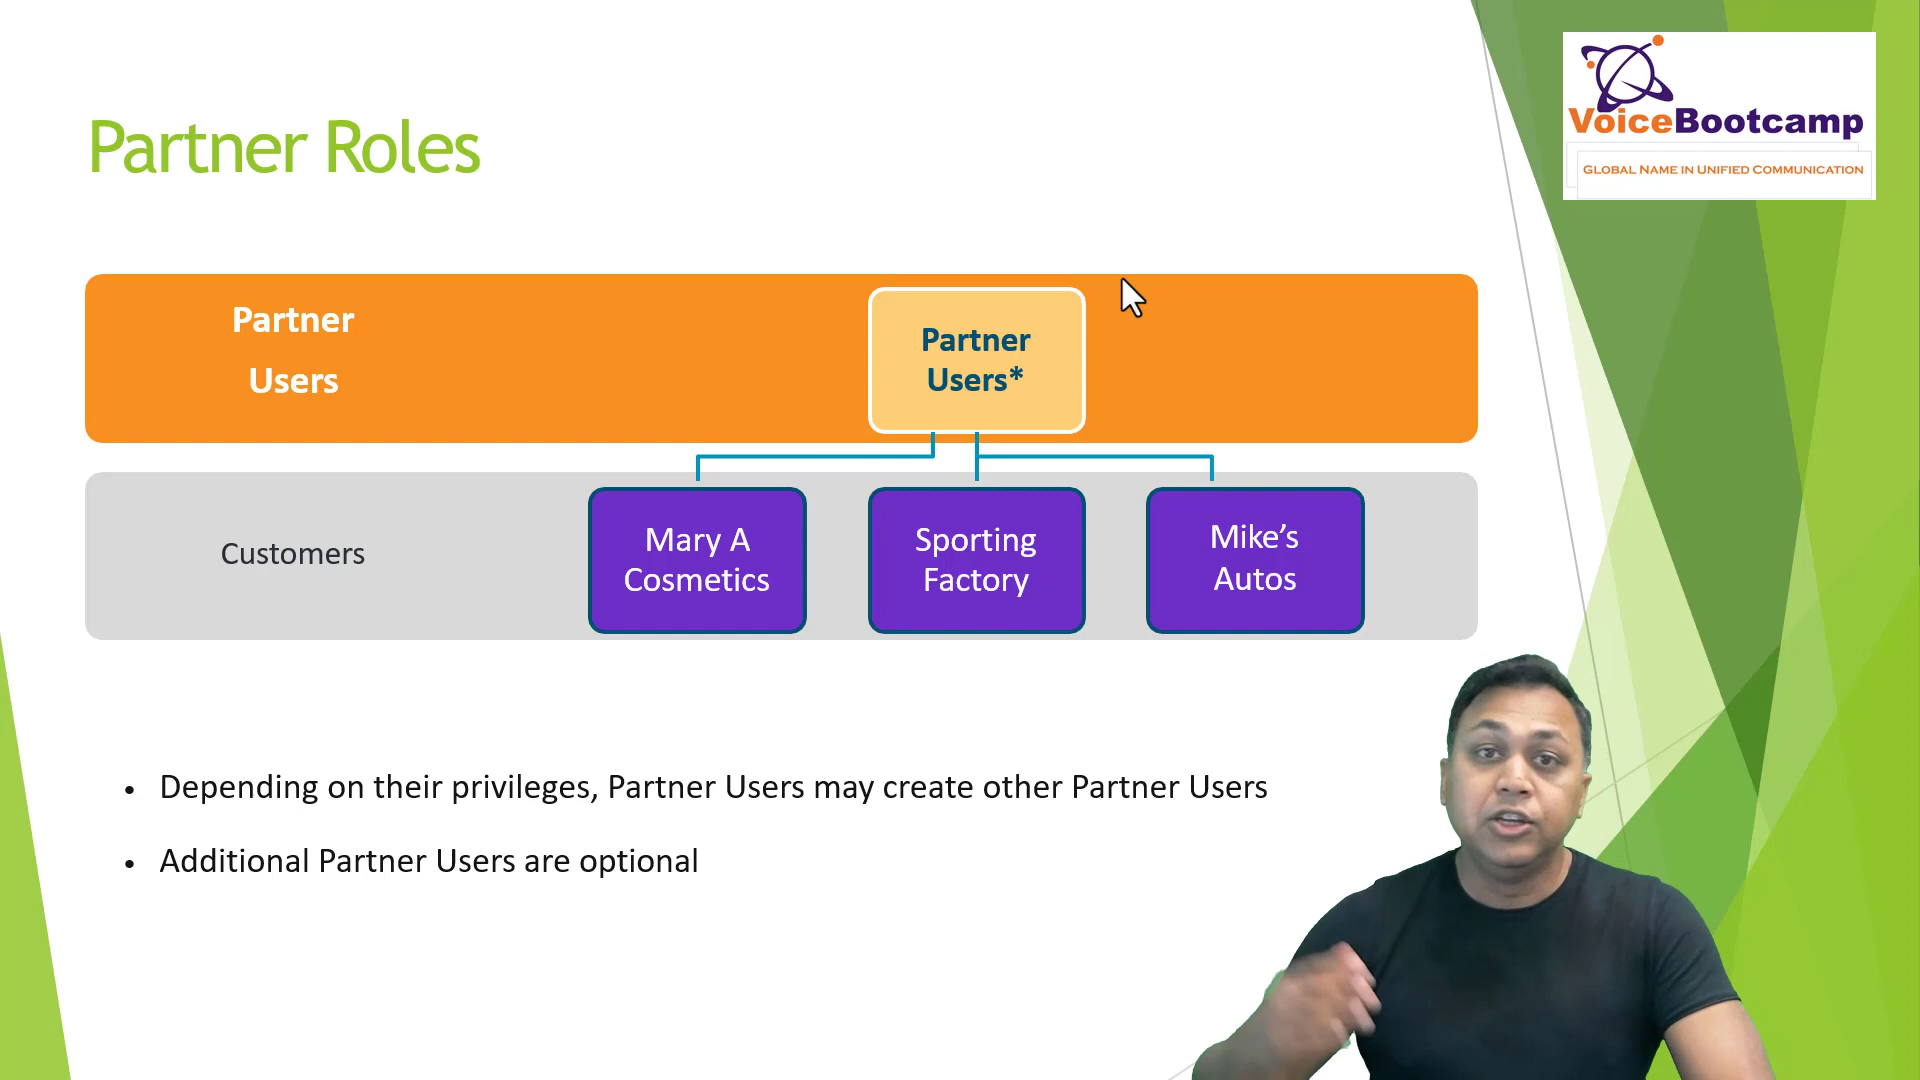 VoiceBootcamp
GLOBAL NAME IN UNIFIED COMMUNICATION
Partner Roles
Partner
Users
Partner
Users*
Customers
Mary A
Cosmetics
Sporting
Factory
Mike’s
Autos
• Depending on their privileges, Partner Users may create other Partner Users
• Additional Partner Users are optional